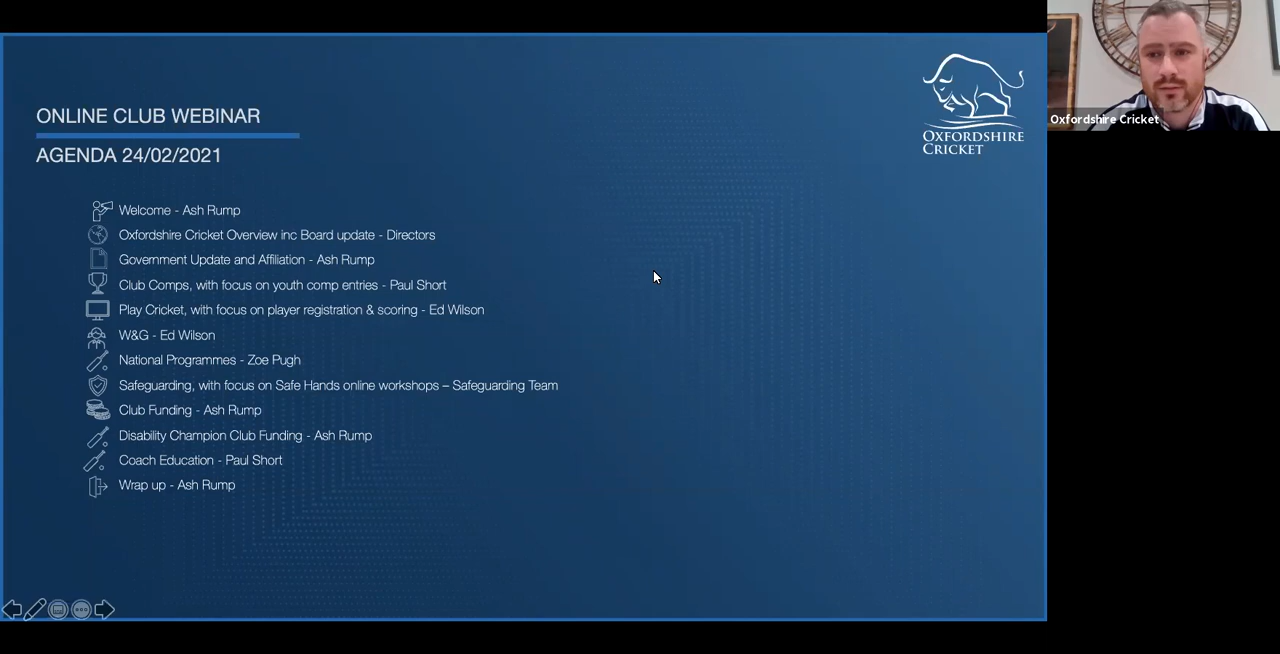 ONLINE CLUB WEBINAR
AGENDA 24/02/2021
OXFORDSHIRE
CRICKET
Oxfordshire Cricket
Welcome - Ash Rump
Oxfordshire Cricket Overview inc Board update - Directors
Government Update and Affiliation - Ash Rump
Club Comps, with focus on youth comp entries - Paul Short
Play Cricket, with focus on player registration & scoring - Ed Wilson
W&G - Ed Wilson
National Programmes - Zoe Pugh
Safeguarding, with focus on Safe Hands online workshops – Safeguarding Team
Club Funding - Ash Rump
Disability Champion Club Funding - Ash Rump
Coach Education - Paul Short
Wrap up - Ash Rump